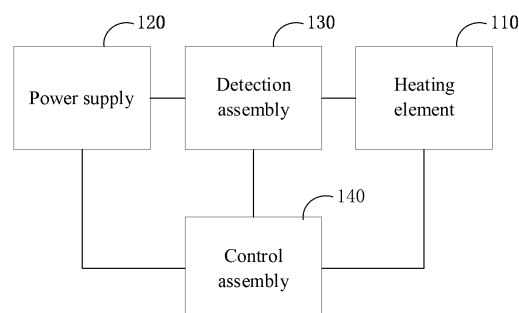 120
130
110
Power supply
Detection
assembly
Heating
element
140
Control
assembly